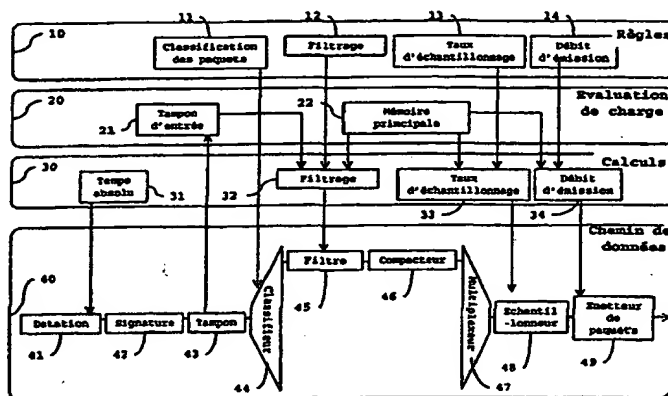 11
12
13
14
10
Classification
des paquets
Filtrage
Taux
d'échantillonnage
Débit
d'émission
Règles
20
21
Tampon
d'entrée
22
Mémoire
principale
Evaluation
de charge
30
Temps
absolu
31
32
Filtrage
Taux
d'échantillonnage
33
Débit
d'émission
34
Calculs
Chemin de
données
40
Datation
41
Signature
42
Tampon
43
Classifieur
44
Filtre
45
Compacteur
46
Multiplexeur
47
Echantil
-lonneur
48
Emetteur
de
paquets
49